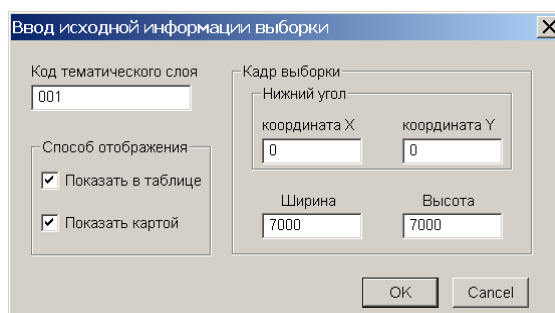 Ввод исходной информации выборки
Код тематического слоя
001
Способ отображения
Показать в таблице
Показать картой
Кадр выборки
Нижний угол
координата X координата Y
0 0
Ширина Высота
7000 7000
OK Cancel